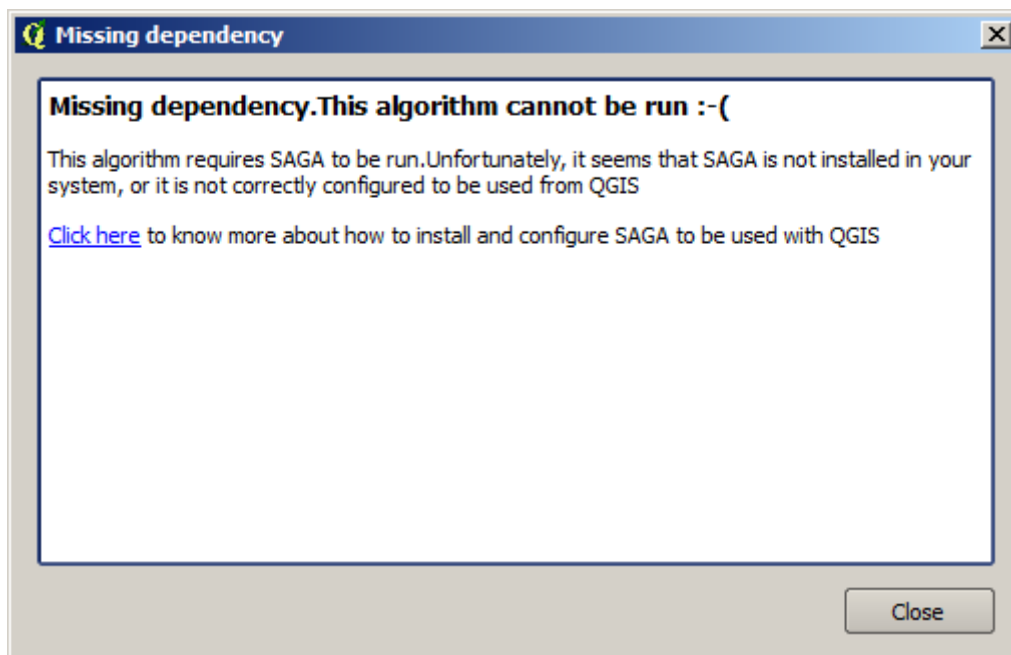 Missing dependency
Missing dependency.This algorithm cannot be run :-(
This algorithm requires SAGA to be run.Unfortunately, it seems that SAGA is not installed in your
system, or it is not correctly configured to be used from QGIS
Click here to know more about how to install and configure SAGA to be used with QGIS
Close